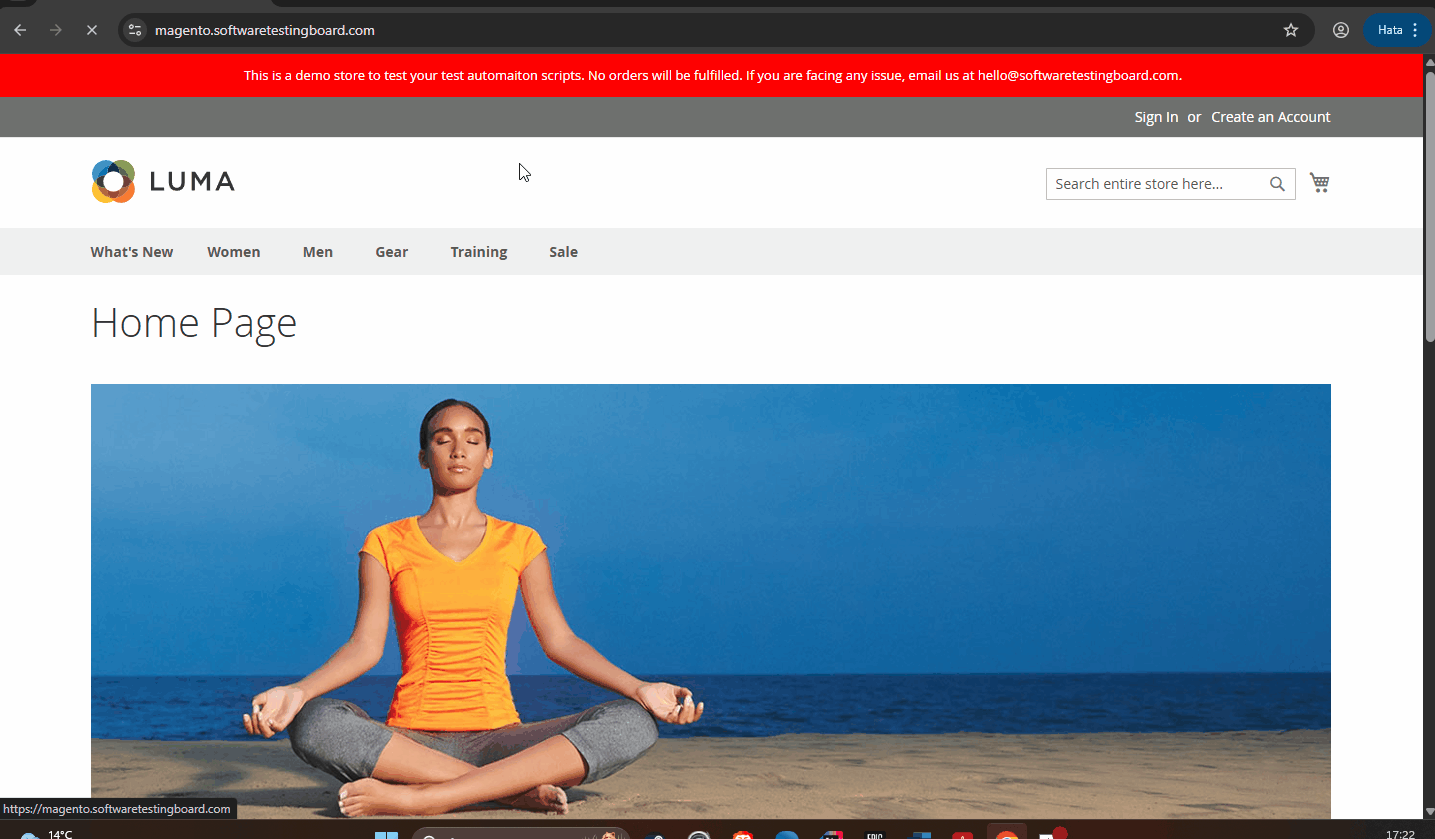 magento.softwaretestingboard.com
Hata
This is a demo store to test your test automaiton scripts. No orders will be fulfilled. If you are facing any issue, email us at hello@softwaretestingboard.com.
Sign In or Create an Account
LUMA
Search entire store here...
What's New Women Men Gear Training Sale
Home Page
https://magento.softwaretestingboard.com
14°C
17:22